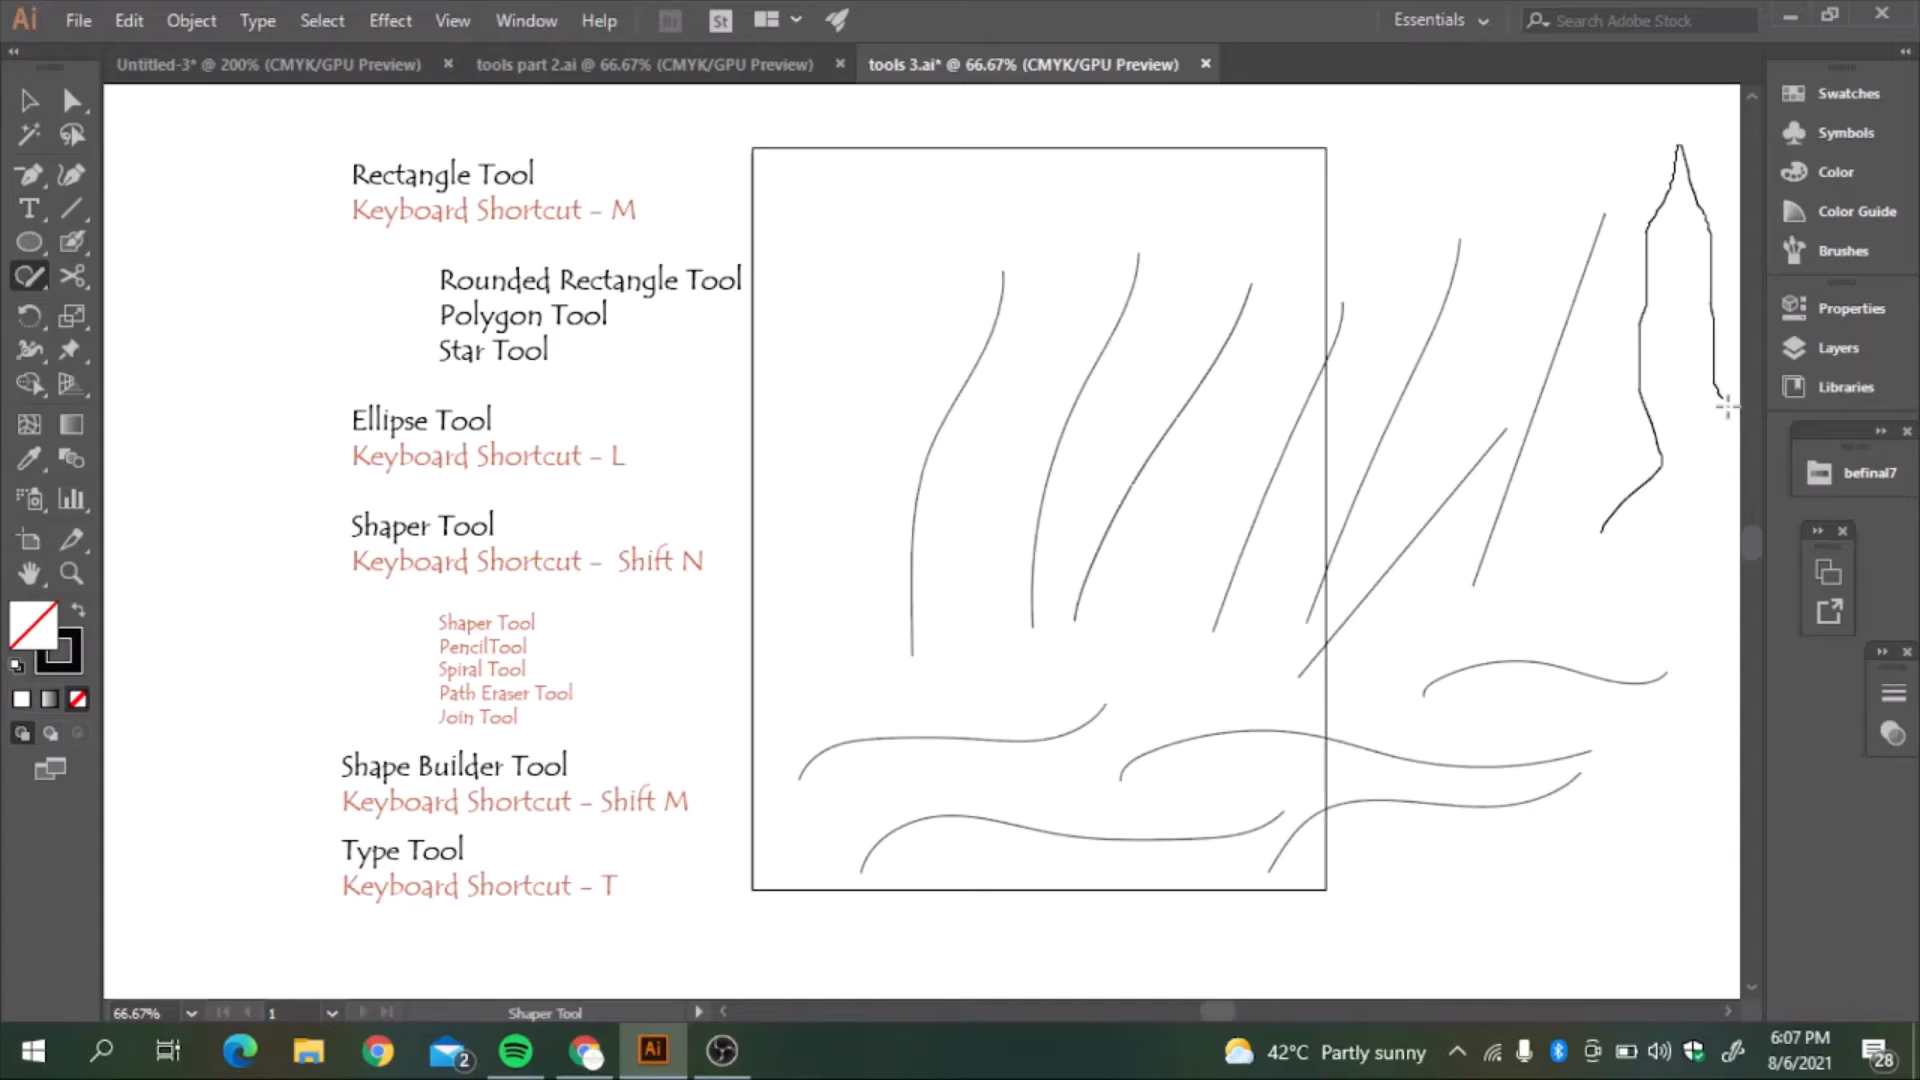 Ai File Edit Object Type Select Effect View Window Help Br St Essentials Search Adobe Stock
Untitled-3* @ 200% (CMYK/GPU Preview) tools part 2.ai @ 66.67% (CMYK/GPU Preview) tools 3.ai* @ 66.67% (CMYK/GPU Preview)
Swatches
Symbols
Color
Color Guide
Brushes
Properties
Layers
Libraries
befinal7
Rectangle Tool
Keyboard Shortcut - M
Rounded Rectangle Tool
Polygon Tool
Star Tool
Ellipse Tool
Keyboard Shortcut - L
Shaper Tool
Keyboard Shortcut - Shift N
Shaper Tool
PencilTool
Spiral Tool
Path Eraser Tool
Join Tool
Shape Builder Tool
Keyboard Shortcut - Shift M
Type Tool
Keyboard Shortcut - T
66.67% 1 Shaper Tool
2 Ai 42°C Partly sunny 6:07 PM
8/6/2021 28